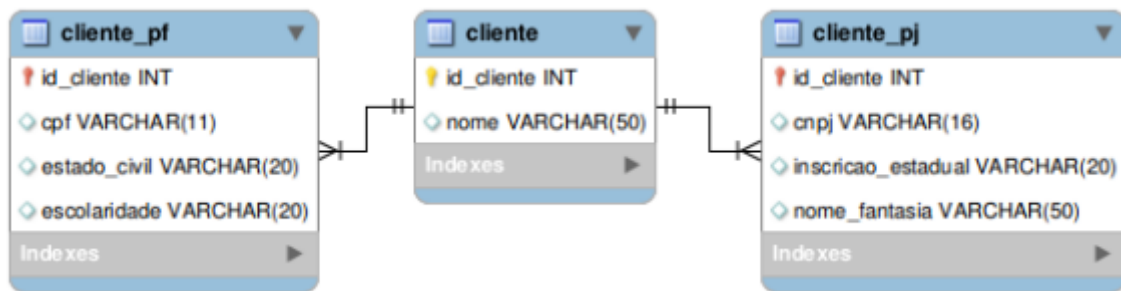 cliente_pf
id_cliente INT
cpf VARCHAR(11)
estado_civil VARCHAR(20)
escolaridade VARCHAR(20)
Indexes
cliente
id_cliente INT
nome VARCHAR(50)
Indexes
cliente_pj
id_cliente INT
cnpj VARCHAR(16)
inscricao_estadual VARCHAR(20)
nome_fantasia VARCHAR(50)
Indexes